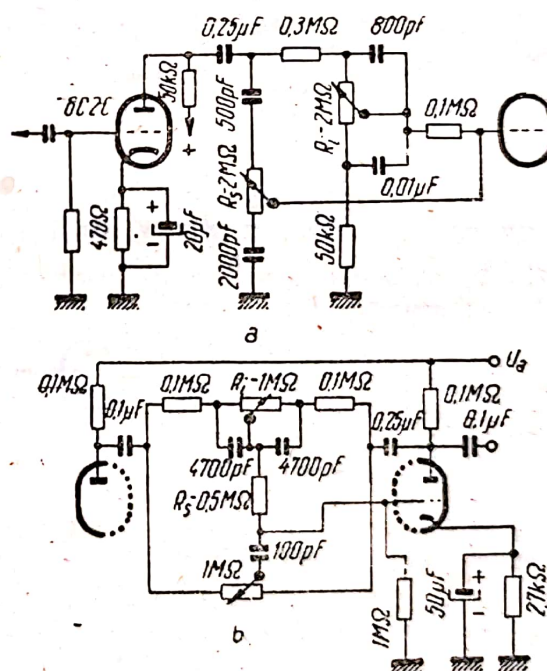 0,25µF
0,3MΩ
800pf
6C2C
50kΩ
+
500pF
Rᵢ-2MΩ
0,1MΩ
470Ω
+
-
20µF
Rₛ-2MΩ
0,01µF
2000pF
50kΩ
a
Uₐ
0,1MΩ
0,1µF
0,1MΩ
Rᵢ-1MΩ
0,1MΩ
0,25µF
0,1MΩ
0,1µF
4700pF
4700pF
Rₛ-0,5MΩ
100pF
1MΩ
1MΩ
50µF
+
-
2,7kΩ
b